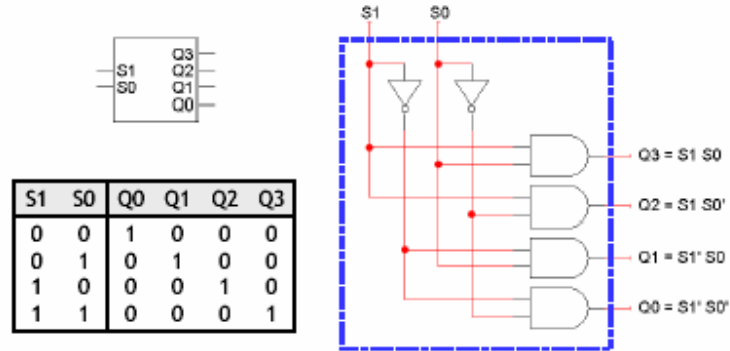 S1 S0
Q3
S1 Q2
S0 Q1
Q0
Q3 = S1 S0
S1 S0 Q0 Q1 Q2 Q3
0 0 1 0 0 0
0 1 0 1 0 0
1 0 0 0 1 0
1 1 0 0 0 1
Q2 = S1 S0'
Q1 = S1' S0
Q0 = S1' S0'